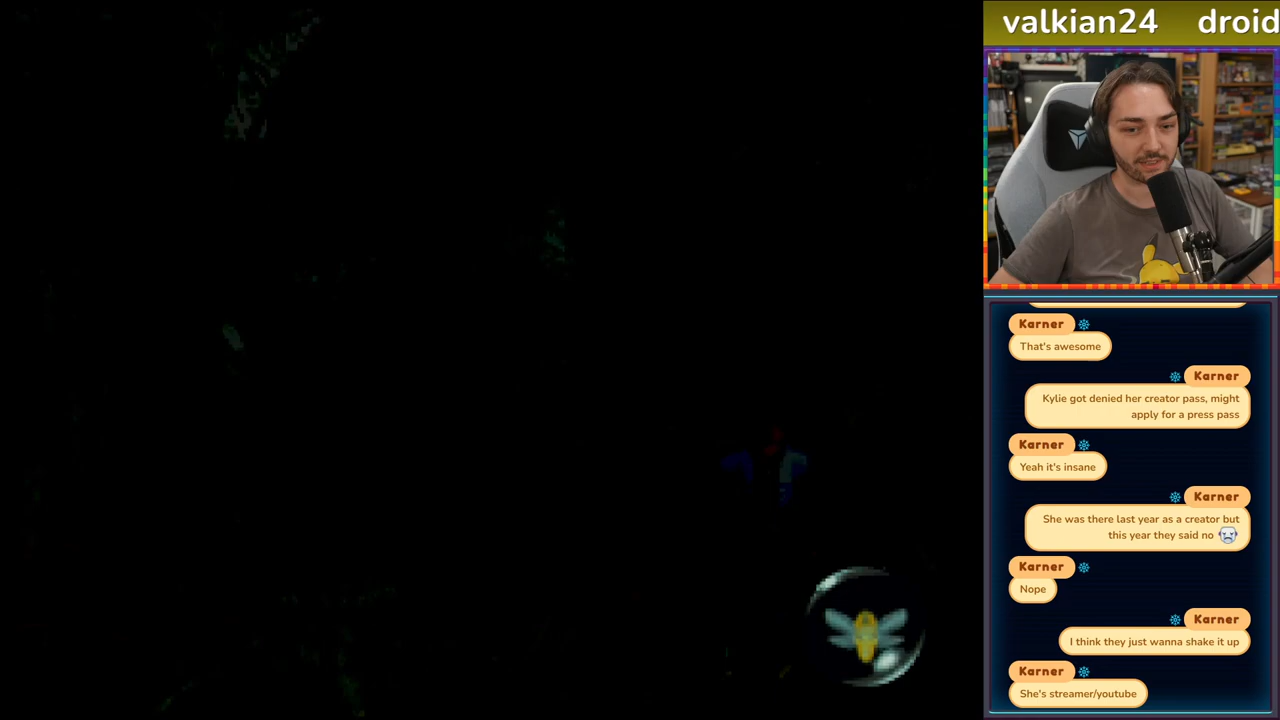 valkian24 droid
Karner
That's awesome
Karner
Kylie got denied her creator pass, might
apply for a press pass
Karner
Yeah it's insane
Karner
She was there last year as a creator but
this year they said no
Karner
Nope
Karner
I think they just wanna shake it up
Karner
She's streamer/youtube